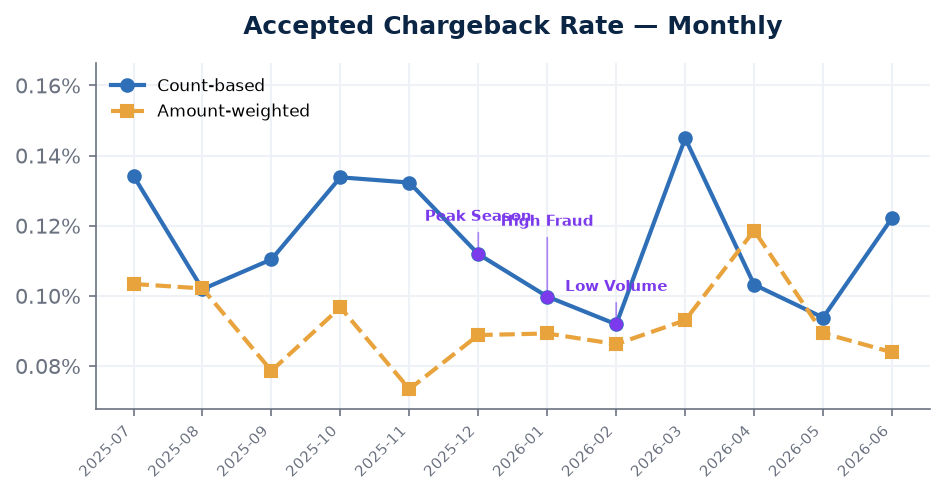 Accepted Chargeback Rate — Monthly
Count-based
Amount-weighted
0.16%
0.14%
0.12%
0.10%
0.08%
Peak Season
High Fraud
Low Volume
2025-07
2025-08
2025-09
2025-10
2025-11
2025-12
2026-01
2026-02
2026-03
2026-04
2026-05
2026-06